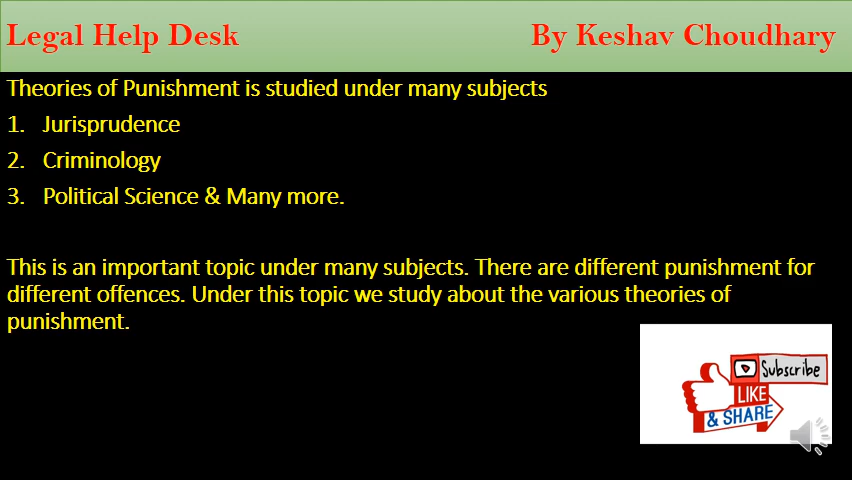 Legal Help Desk By Keshav Choudhary
Theories of Punishment is studied under many subjects
1. Jurisprudence
2. Criminology
3. Political Science & Many more.
This is an important topic under many subjects. There are different punishment for
different offences. Under this topic we study about the various theories of
punishment.
Subscribe
LIKE
& SHARE